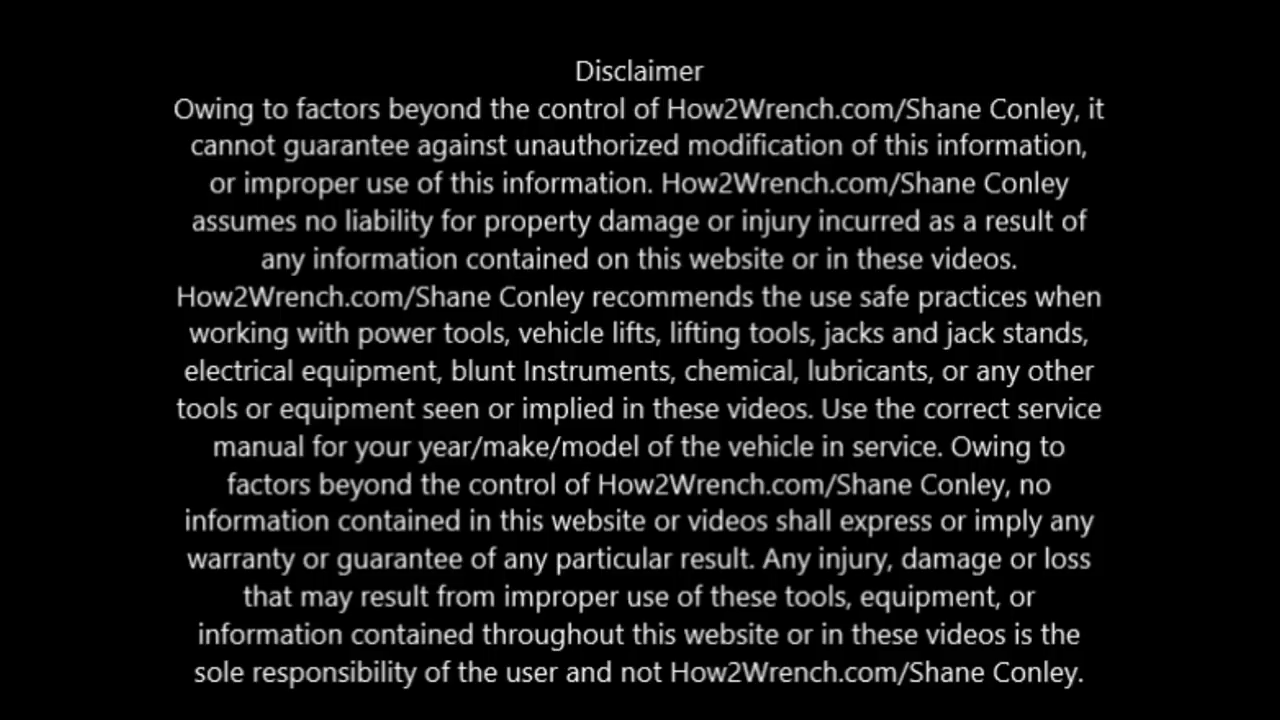 Disclaimer
Owing to factors beyond the control of How2Wrench.com/Shane Conley, it
cannot guarantee against unauthorized modification of this information,
or improper use of this information. How2Wrench.com/Shane Conley
assumes no liability for property damage or injury incurred as a result of
any information contained on this website or in these videos.
How2Wrench.com/Shane Conley recommends the use safe practices when
working with power tools, vehicle lifts, lifting tools, jacks and jack stands,
electrical equipment, blunt Instruments, chemical, lubricants, or any other
tools or equipment seen or implied in these videos. Use the correct service
manual for your year/make/model of the vehicle in service. Owing to
factors beyond the control of How2Wrench.com/Shane Conley, no
information contained in this website or videos shall express or imply any
warranty or guarantee of any particular result. Any injury, damage or loss
that may result from improper use of these tools, equipment, or
information contained throughout this website or in these videos is the
sole responsibility of the user and not How2Wrench.com/Shane Conley.